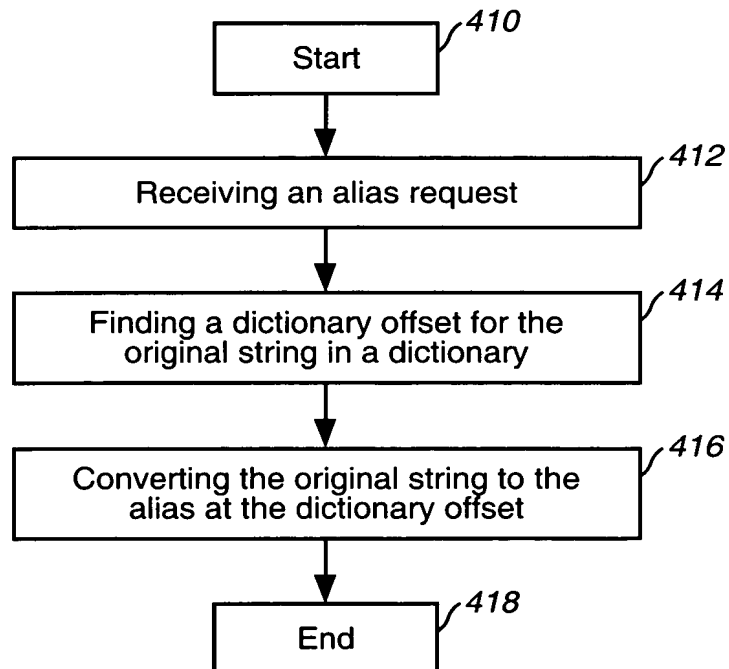 410
Start
412
Receiving an alias request
414
Finding a dictionary offset for the
original string in a dictionary
416
Converting the original string to the
alias at the dictionary offset
418
End